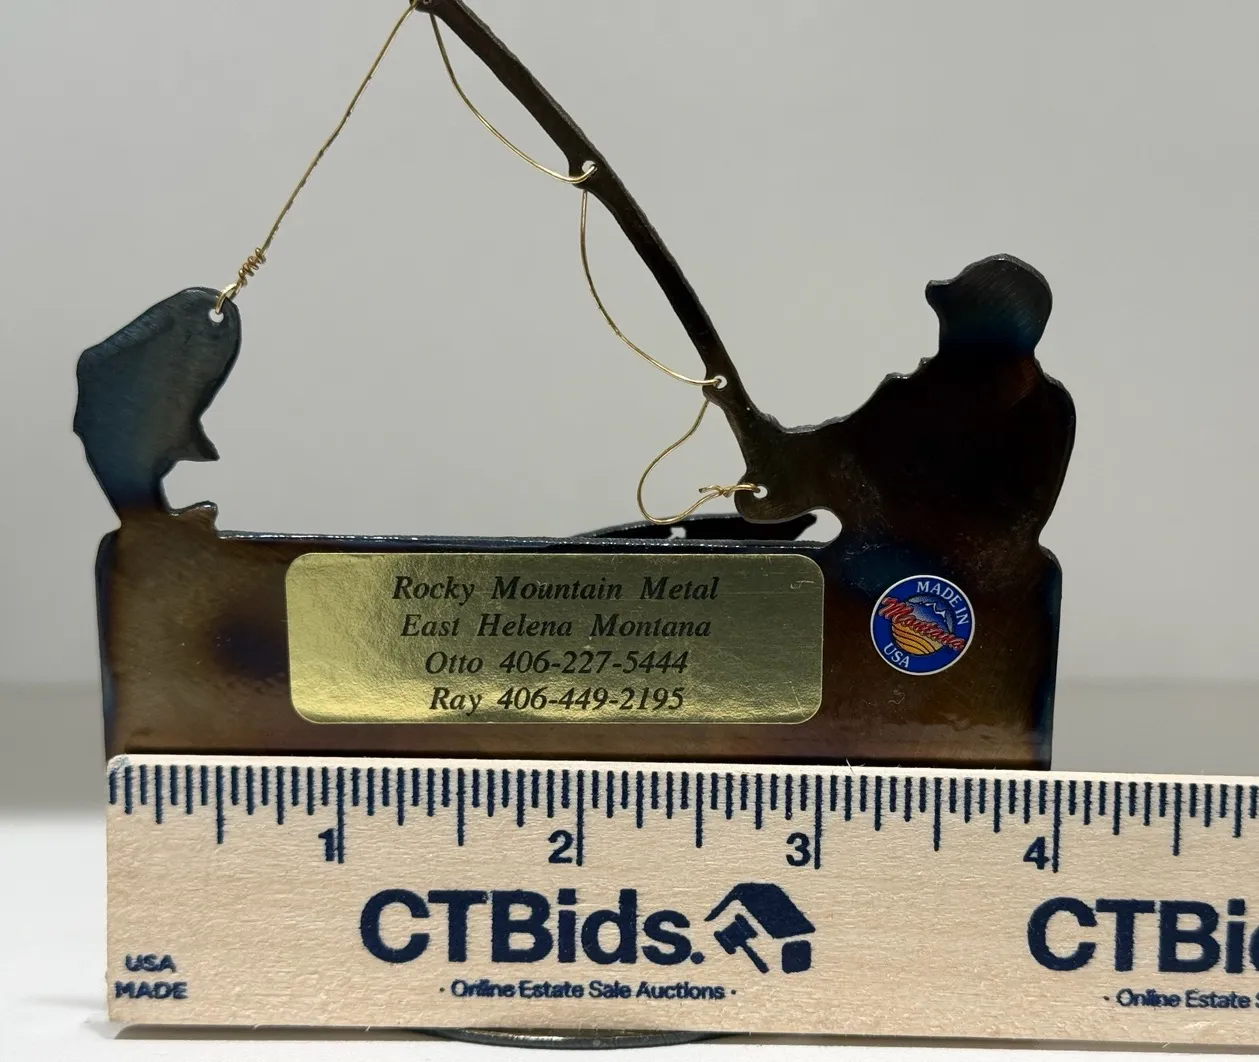 Rocky Mountain Metal
East Helena Montana
Otto 406-227-5444
Ray 406-449-2195
MADE IN
Montana
USA
1 2 3 4
CTBids.
· Online Estate Sale Auctions ·
USA
MADE
CTBi
· Online Estate